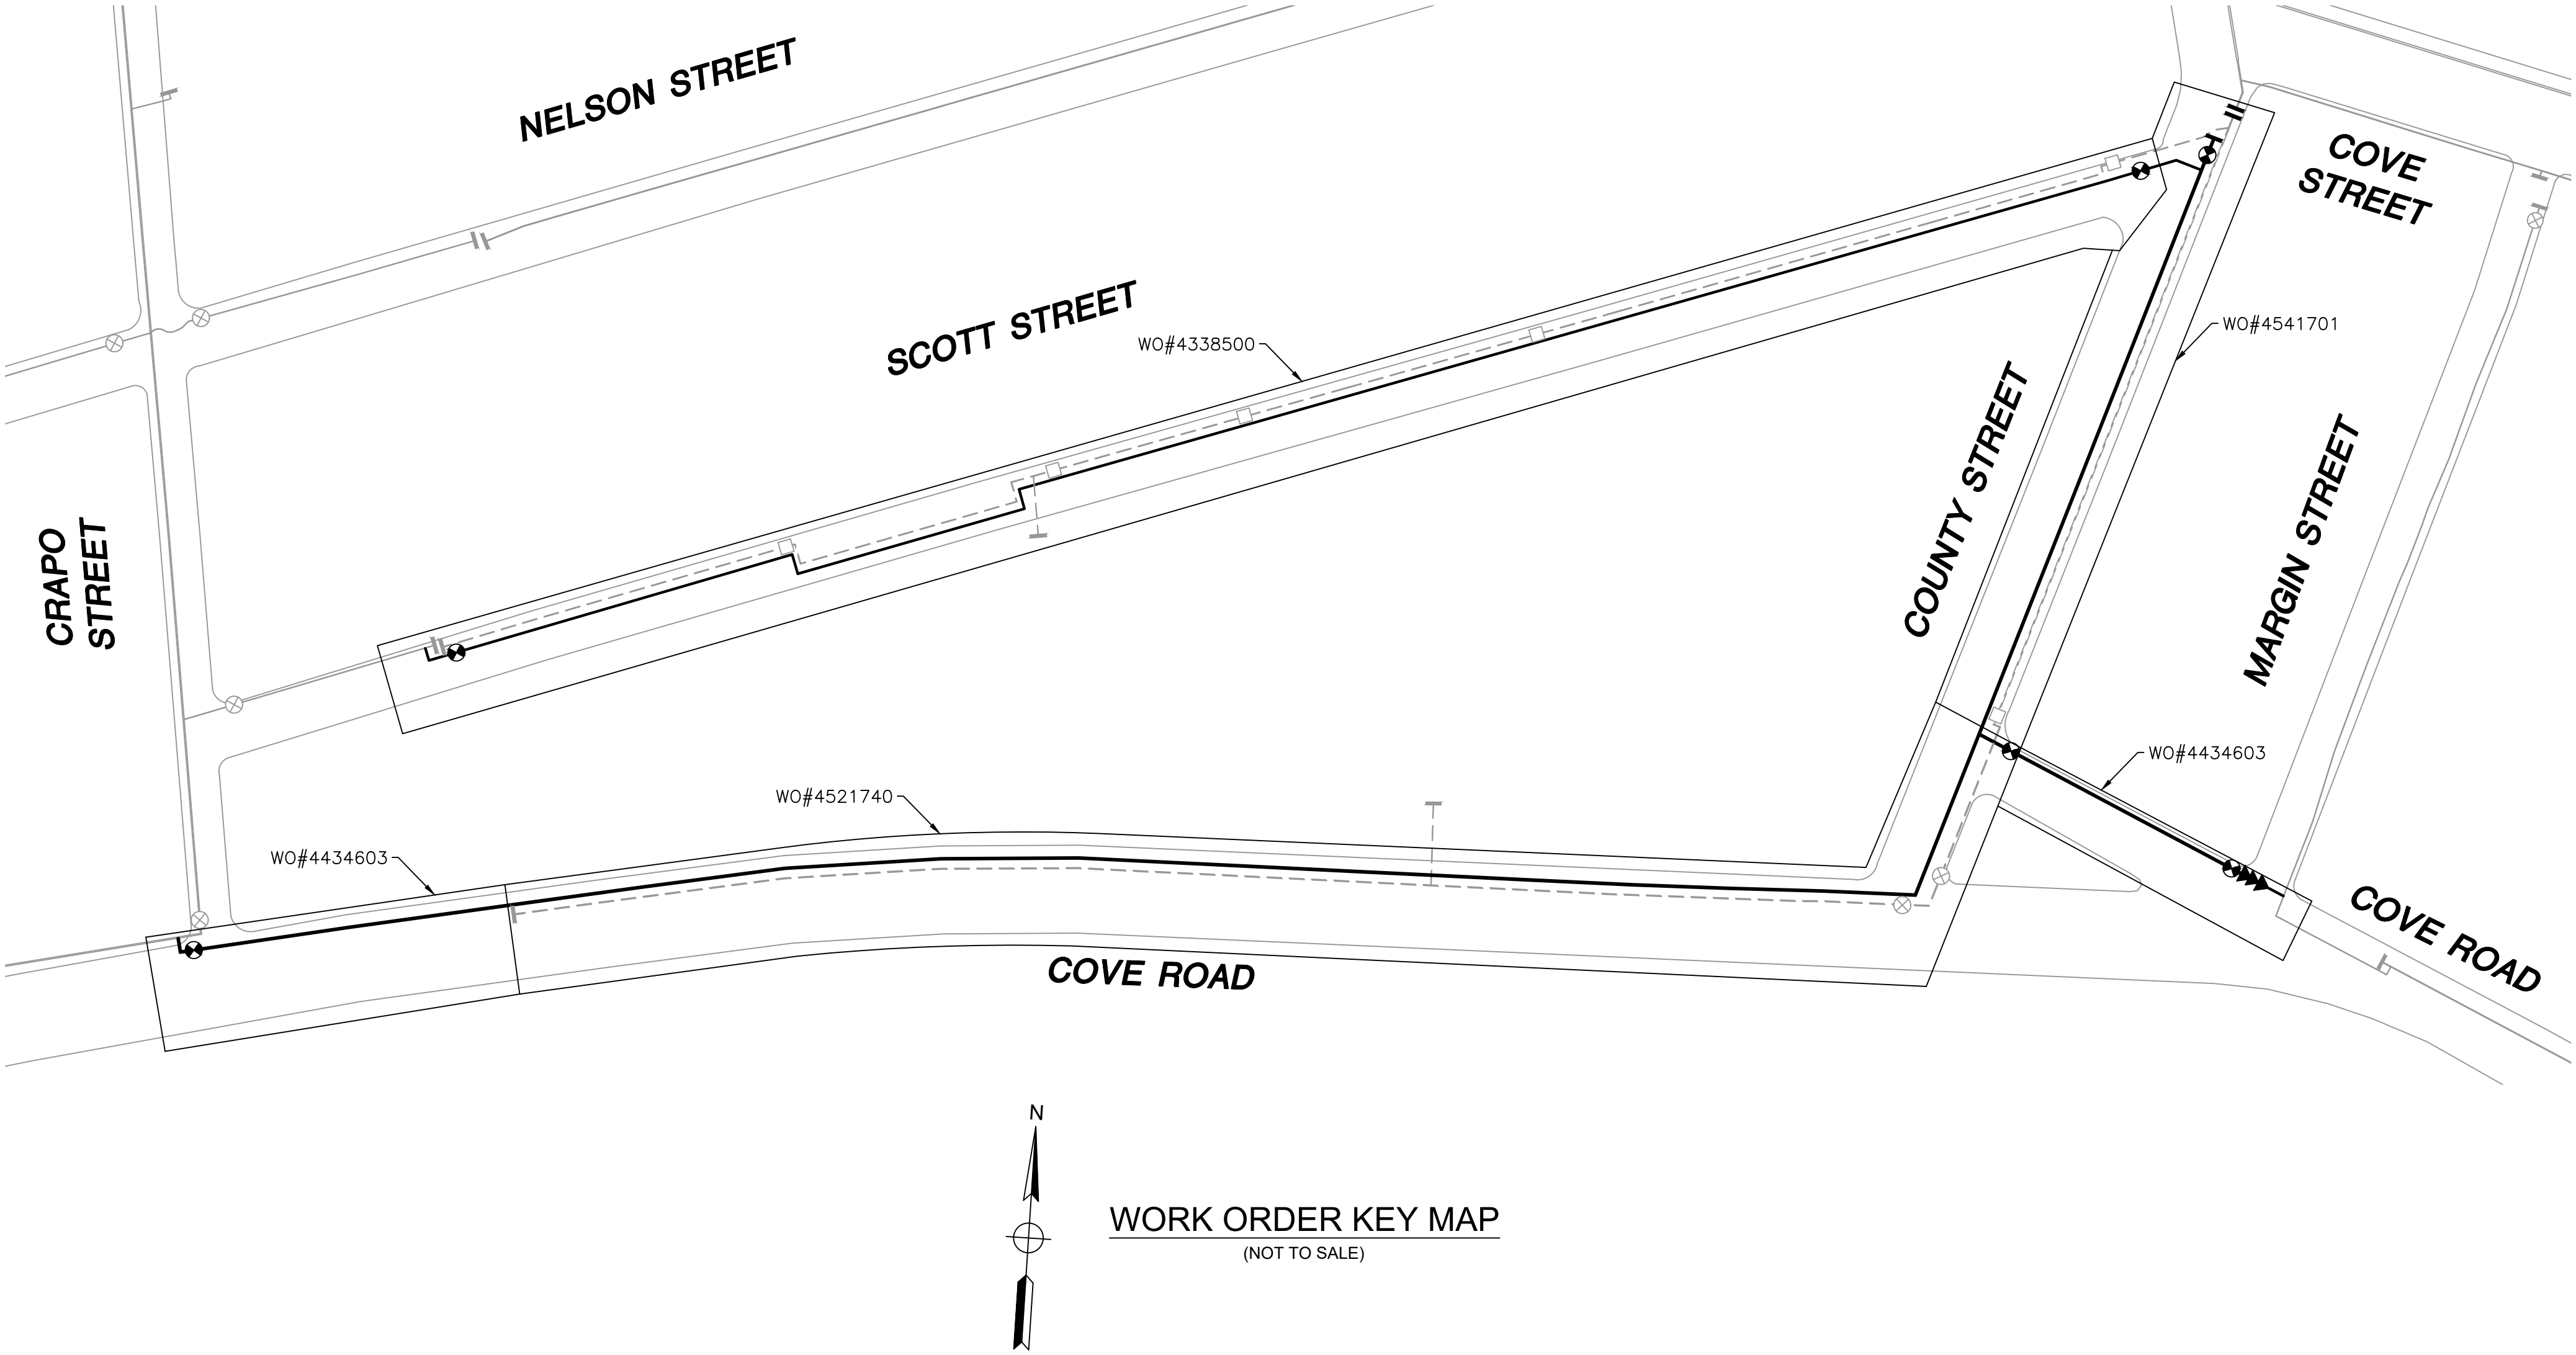 NELSON STREET
COVE
STREET
SCOTT STREET
WO#4338500
WO#4541701
COUNTY STREET
MARGIN STREET
CRAPO
STREET
WO#4434603
WO#4521740
WO#4434603
COVE ROAD
COVE ROAD
N
WORK ORDER KEY MAP
(NOT TO SALE)